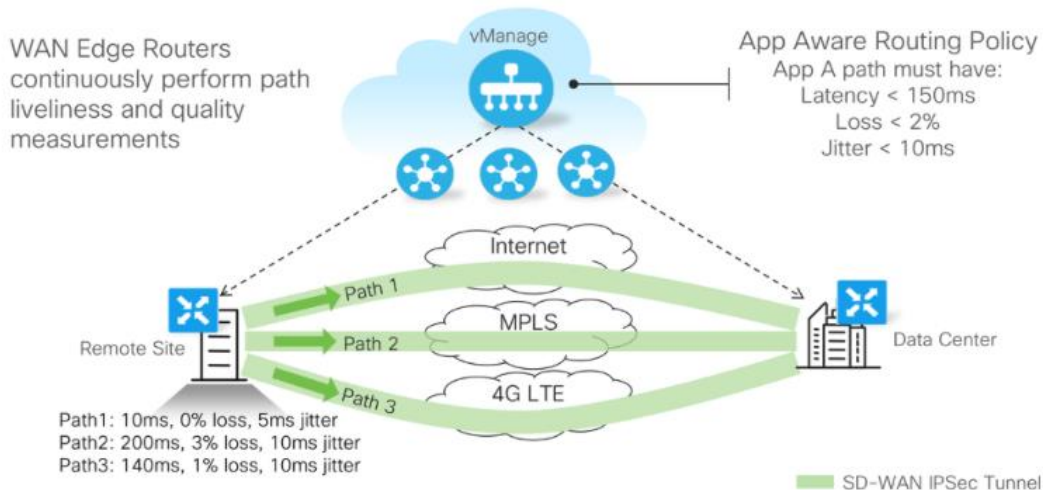 WAN Edge Routers
continuously perform path
liveliness and quality
measurements
vManage
App Aware Routing Policy
App A path must have:
Latency < 150ms
Loss < 2%
Jitter < 10ms
Internet
Path 1
MPLS
Path 2
4G LTE
Path 3
Remote Site
Data Center
Path1: 10ms, 0% loss, 5ms jitter
Path2: 200ms, 3% loss, 10ms jitter
Path3: 140ms, 1% loss, 10ms jitter
SD-WAN IPSec Tunnel